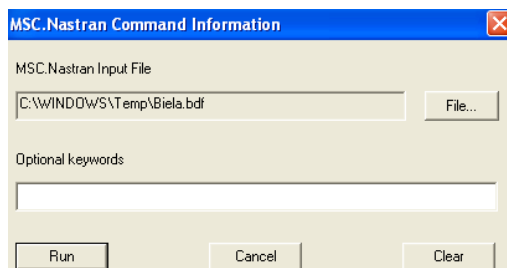 MSC.Nastran Command Information
MSC.Nastran Input File
C:\WINDOWS\Temp\Biela.bdf
File...
Optional keywords
Run Cancel Clear